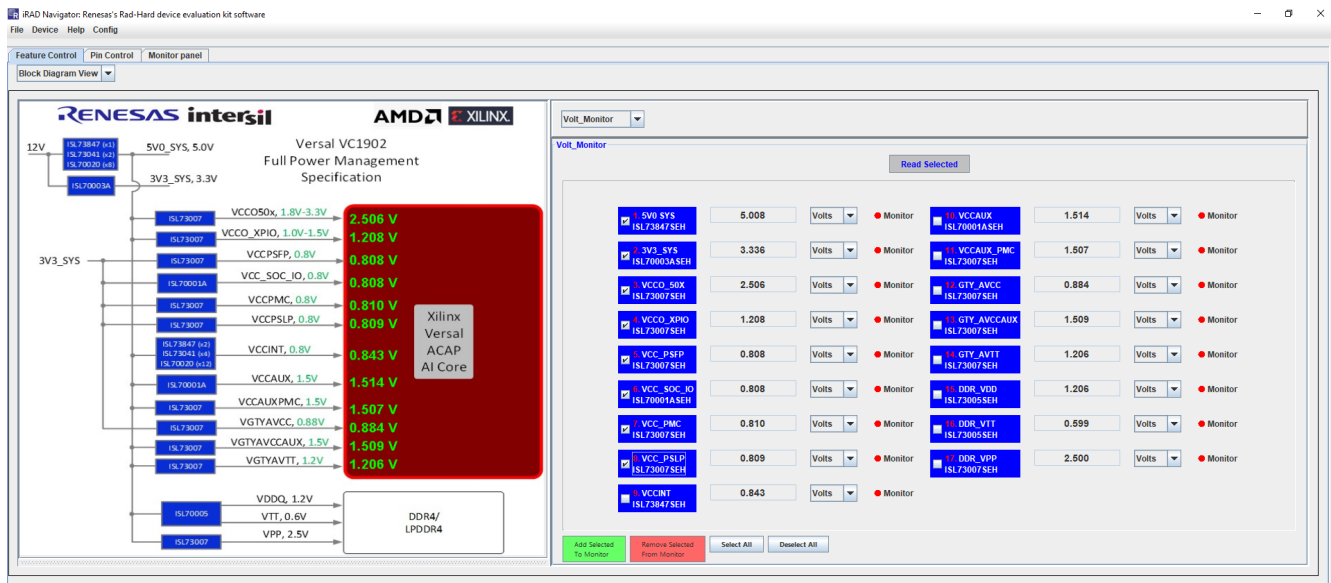 iRAD Navigator: Renesas's Rad-Hard device evaluation kit software
File Device Help Config
Feature Control Pin Control Monitor panel
Block Diagram View
RENESAS intersil
AMD XILINX
Versal VC1902
Full Power Management
Specification
12V
ISL73847 (x1)
ISL73041 (x2)
ISL70020 (x8)
5V0_SYS, 5.0V
ISL70003A
3V3_SYS, 3.3V
ISL73007 VCCO50x, 1.8V-3.3V 2.506 V
ISL73007 VCCO_XPIO, 1.0V-1.5V 1.208 V
3V3_SYS ISL73007 VCCPSFP, 0.8V 0.808 V
ISL70001A VCC_SOC_IO, 0.8V 0.808 V
ISL73007 VCCPMC, 0.8V 0.810 V
ISL73007 VCCPSLP, 0.8V 0.809 V
ISL73847 (x2)
ISL73041 (x4)
ISL70020 (x12)
VCCINT, 0.8V 0.843 V
ISL70001A VCCAUX, 1.5V 1.514 V
ISL73007 VCCAUXPMC, 1.5V 1.507 V
ISL73007 VGTYAVCC, 0.88V 0.884 V
ISL73007 VGTYAVCCAUX, 1.5V 1.509 V
ISL73007 VGTYAVTT, 1.2V 1.206 V
Xilinx
Versal
ACAP
AI Core
ISL70005
VDDQ, 1.2V
VTT, 0.6V
ISL73007 VPP, 2.5V
DDR4/
LPDDR4
Volt_Monitor
Volt_Monitor
Read Selected
1. 5V0 SYS
ISL73847SEH
5.008 Volts Monitor
2. 3V3_SYS
ISL70003ASEH
3.336 Volts Monitor
3. VCCO_50X
ISL73007SEH
2.506 Volts Monitor
4. VCCO_XPIO
ISL73007SEH
1.208 Volts Monitor
5. VCC_PSFP
ISL73007SEH
0.808 Volts Monitor
6. VCC_SOC_IO
ISL70001ASEH
0.808 Volts Monitor
7. VCC_PMC
ISL73007SEH
0.810 Volts Monitor
8. VCC_PSLP
ISL73007SEH
0.809 Volts Monitor
9. VCCINT
ISL73847SEH
0.843 Volts Monitor
10. VCCAUX
ISL70001ASEH
1.514 Volts Monitor
11. VCCAUX_PMC
ISL73007SEH
1.507 Volts Monitor
12. GTY_AVCC
ISL73007SEH
0.884 Volts Monitor
13. GTY_AVCCAUX
ISL73007SEH
1.509 Volts Monitor
14. GTY_AVTT
ISL73007SEH
1.206 Volts Monitor
15. DDR_VDD
ISL73005SEH
1.206 Volts Monitor
16. DDR_VTT
ISL73005SEH
0.599 Volts Monitor
17. DDR_VPP
ISL73007SEH
2.500 Volts Monitor
Add Selected
To Monitor
Remove Selected
From Monitor
Select All
Deselect All